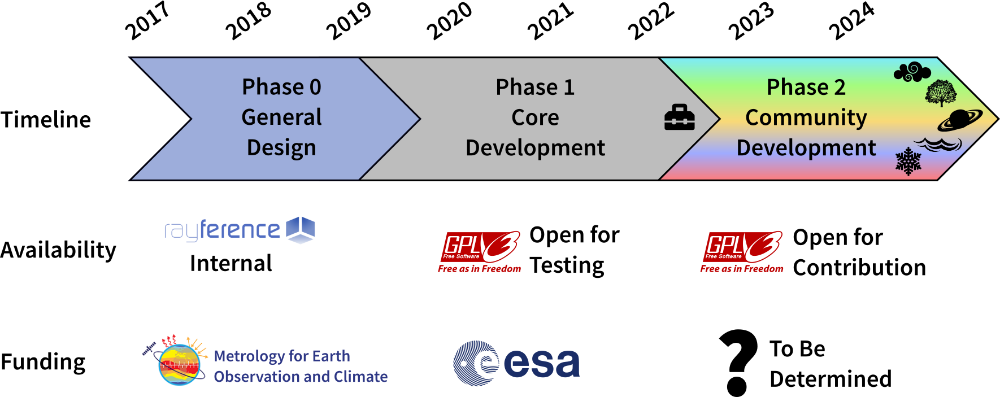 2017 2018 2019 2020 2021 2022 2023 2024
Timeline
Phase 0
General
Design
Phase 1
Core
Development
Phase 2
Community
Development
Availability
rayference
Internal
GPL 3
Free Software
Free as in Freedom
Open for
Testing
GPL 3
Free Software
Free as in Freedom
Open for
Contribution
Funding
Metrology for Earth
Observation and Climate
esa
?
To Be
Determined